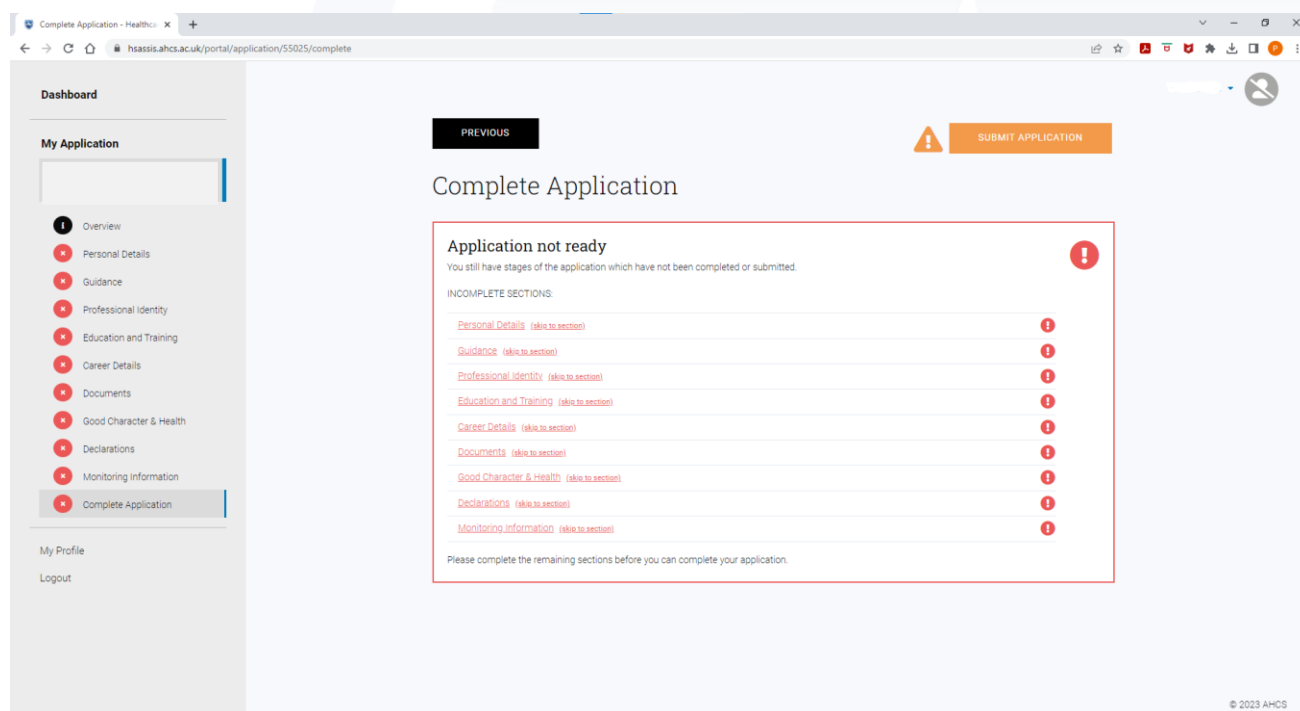 Complete Application - Healthca
hsassis.ahcs.ac.uk/portal/application/55025/complete
P
Dashboard
My Application
Overview
Personal Details
Guidance
Professional Identity
Education and Training
Career Details
Documents
Good Character & Health
Declarations
Monitoring Information
Complete Application
My Profile
Logout
PREVIOUS
SUBMIT APPLICATION
Complete Application
Application not ready
You still have stages of the application which have not been completed or submitted.
INCOMPLETE SECTIONS:
Personal Details (skip to section)
Guidance (skip to section)
Professional Identity (skip to section)
Education and Training (skip to section)
Career Details (skip to section)
Documents (skip to section)
Good Character & Health (skip to section)
Declarations (skip to section)
Monitoring Information (skip to section)
Please complete the remaining sections before you can complete your application.
© 2023 AHCS